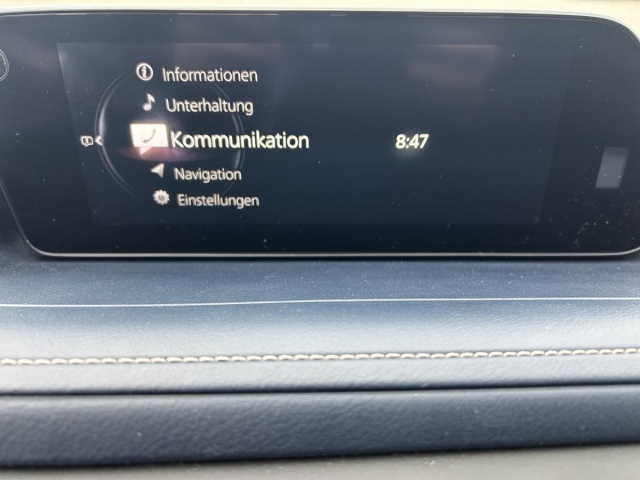 Informationen
Unterhaltung
Kommunikation 8:47
Navigation
Einstellungen